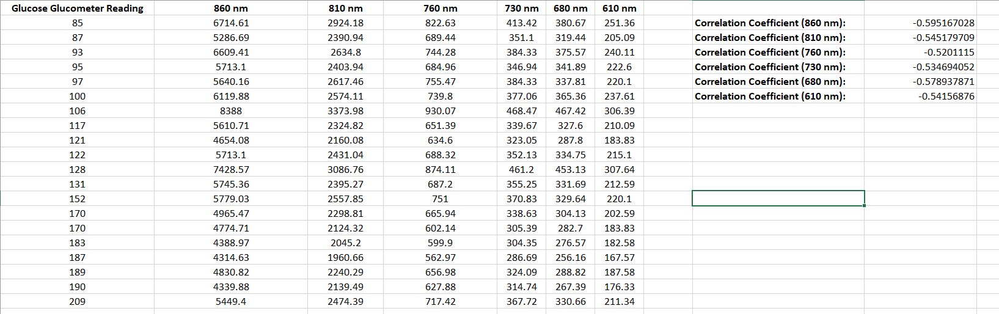 Glucose Glucometer Reading 860 nm 810 nm 760 nm 730 nm 680 nm 610 nm
85 6714.61 2924.18 822.63 413.42 380.67 251.36 Correlation Coefficient (860 nm): -0.595167028
87 5286.69 2390.94 689.44 351.1 319.44 205.09 Correlation Coefficient (810 nm): -0.545179709
93 6609.41 2634.8 744.28 384.33 375.57 240.11 Correlation Coefficient (760 nm): -0.5201115
95 5713.1 2403.94 684.96 346.94 341.89 222.6 Correlation Coefficient (730 nm): -0.534694052
97 5640.16 2617.46 755.47 384.33 337.81 220.1 Correlation Coefficient (680 nm): -0.578937871
100 6119.88 2574.11 739.8 377.06 365.36 237.61 Correlation Coefficient (610 nm): -0.54156876
106 8388 3373.98 930.07 468.47 467.42 306.39
117 5610.71 2324.82 651.39 339.67 327.6 210.09
121 4654.08 2160.08 634.6 323.05 287.8 183.83
122 5713.1 2431.04 688.32 352.13 334.75 215.1
128 7428.57 3086.76 874.11 461.2 453.13 307.64
131 5745.36 2395.27 687.2 355.25 331.69 212.59
152 5779.03 2557.85 751 370.83 329.64 220.1
170 4965.47 2298.81 665.94 338.63 304.13 202.59
170 4774.71 2124.32 602.14 305.39 282.7 183.83
183 4388.97 2045.2 599.9 304.35 276.57 182.58
187 4314.63 1960.66 562.97 286.69 256.16 167.57
189 4830.82 2240.29 656.98 324.09 288.82 187.58
190 4339.88 2139.49 627.88 314.74 267.39 176.33
209 5449.4 2474.39 717.42 367.72 330.66 211.34